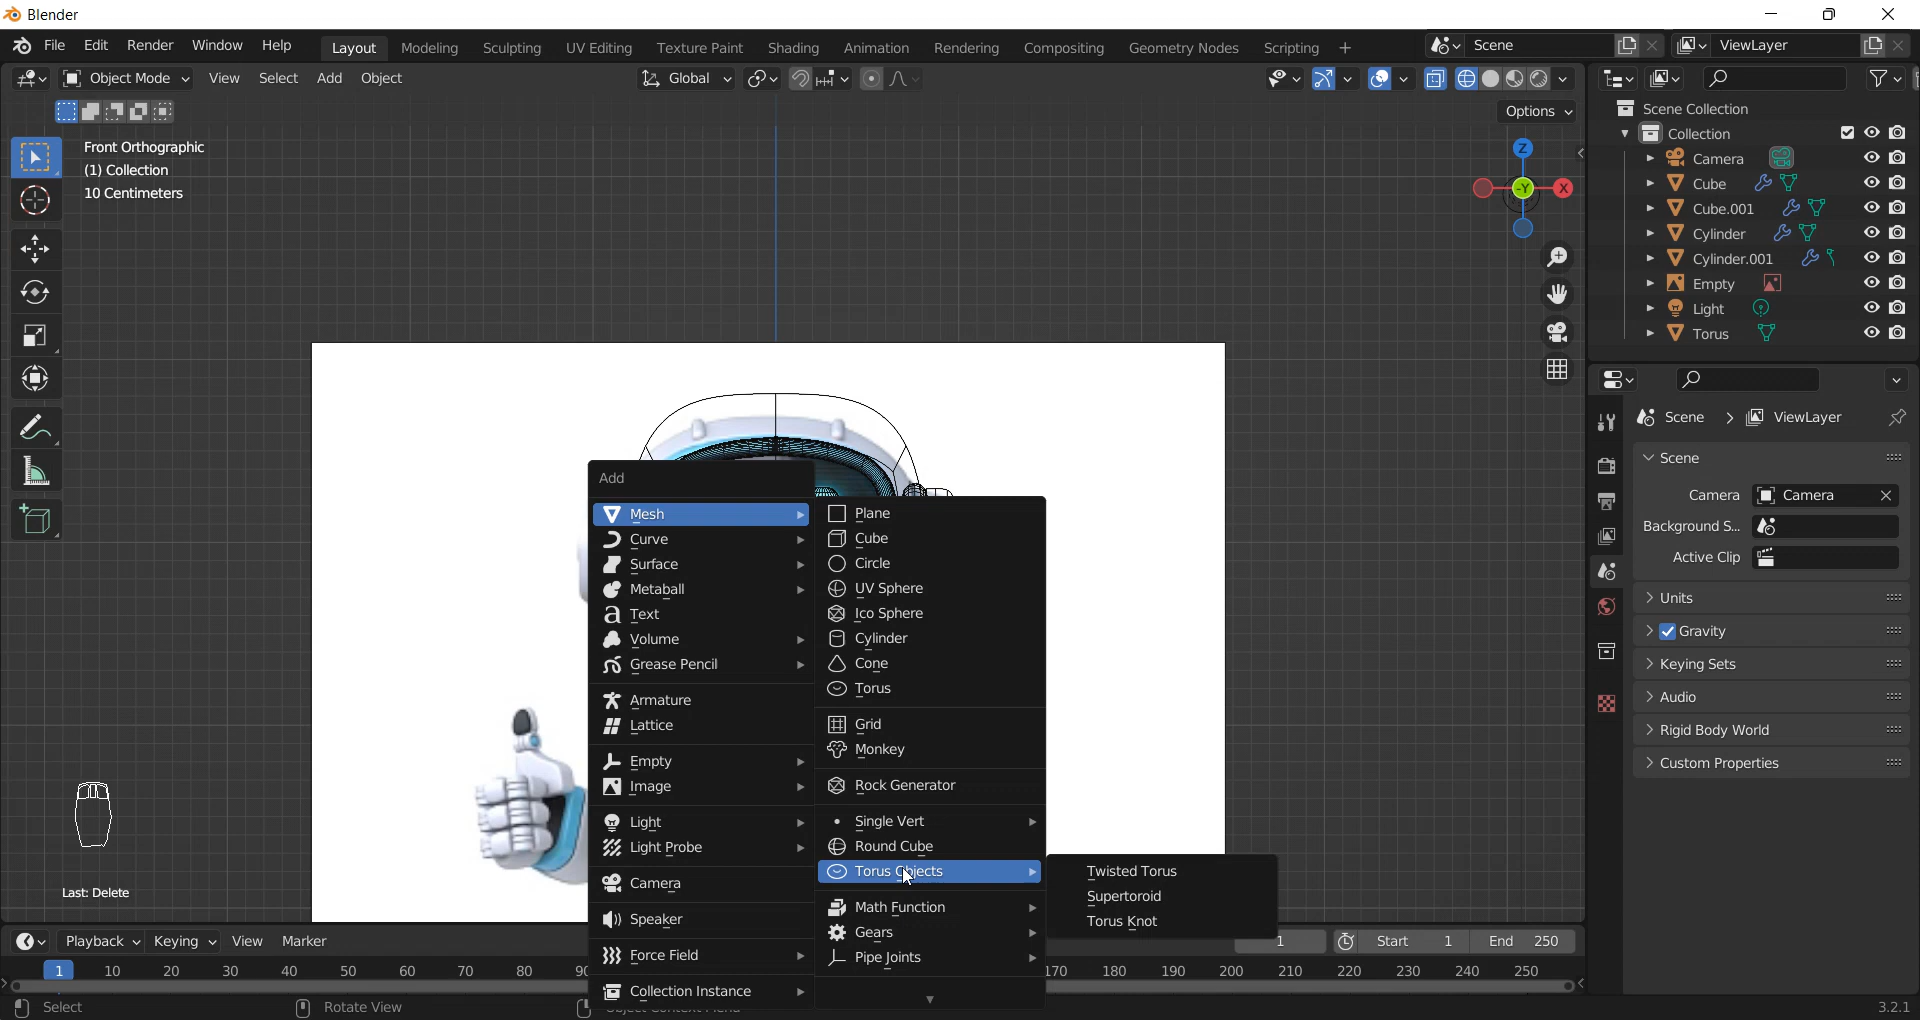 Blender
File Edit Render Window Help Layout Modeling Sculpting UV Editing Texture Paint Shading Animation Rendering Compositing Geometry Nodes Scripting + Scene ViewLayer
Object Mode View Select Add Object Global
Options
Front Orthographic
(1) Collection
10 Centimeters
Z
-Y X
Scene Collection
Collection
Camera
Cube
Cube.001
Cylinder
Cylinder.001
Empty
Light
Torus
Scene > ViewLayer
Scene
Camera Camera
Background S...
Active Clip
Units
Gravity
Keying Sets
Audio
Rigid Body World
Custom Properties
Add
Mesh
Curve
Surface
Metaball
Text
Volume
Grease Pencil
Armature
Lattice
Empty
Image
Light
Light Probe
Camera
Speaker
Force Field
Collection Instance
Plane
Cube
Circle
UV Sphere
Ico Sphere
Cylinder
Cone
Torus
Grid
Monkey
Rock Generator
Single Vert
Round Cube
Torus Objects
Math Function
Gears
Pipe Joints
Twisted Torus
Supertoroid
Torus Knot
Last: Delete
Playback Keying View Marker 1 Start 1 End 250
1 10 20 30 40 50 60 70 80 170 180 190 200 210 220 230 240 250
Select Rotate View Object Context Menu 3.2.1